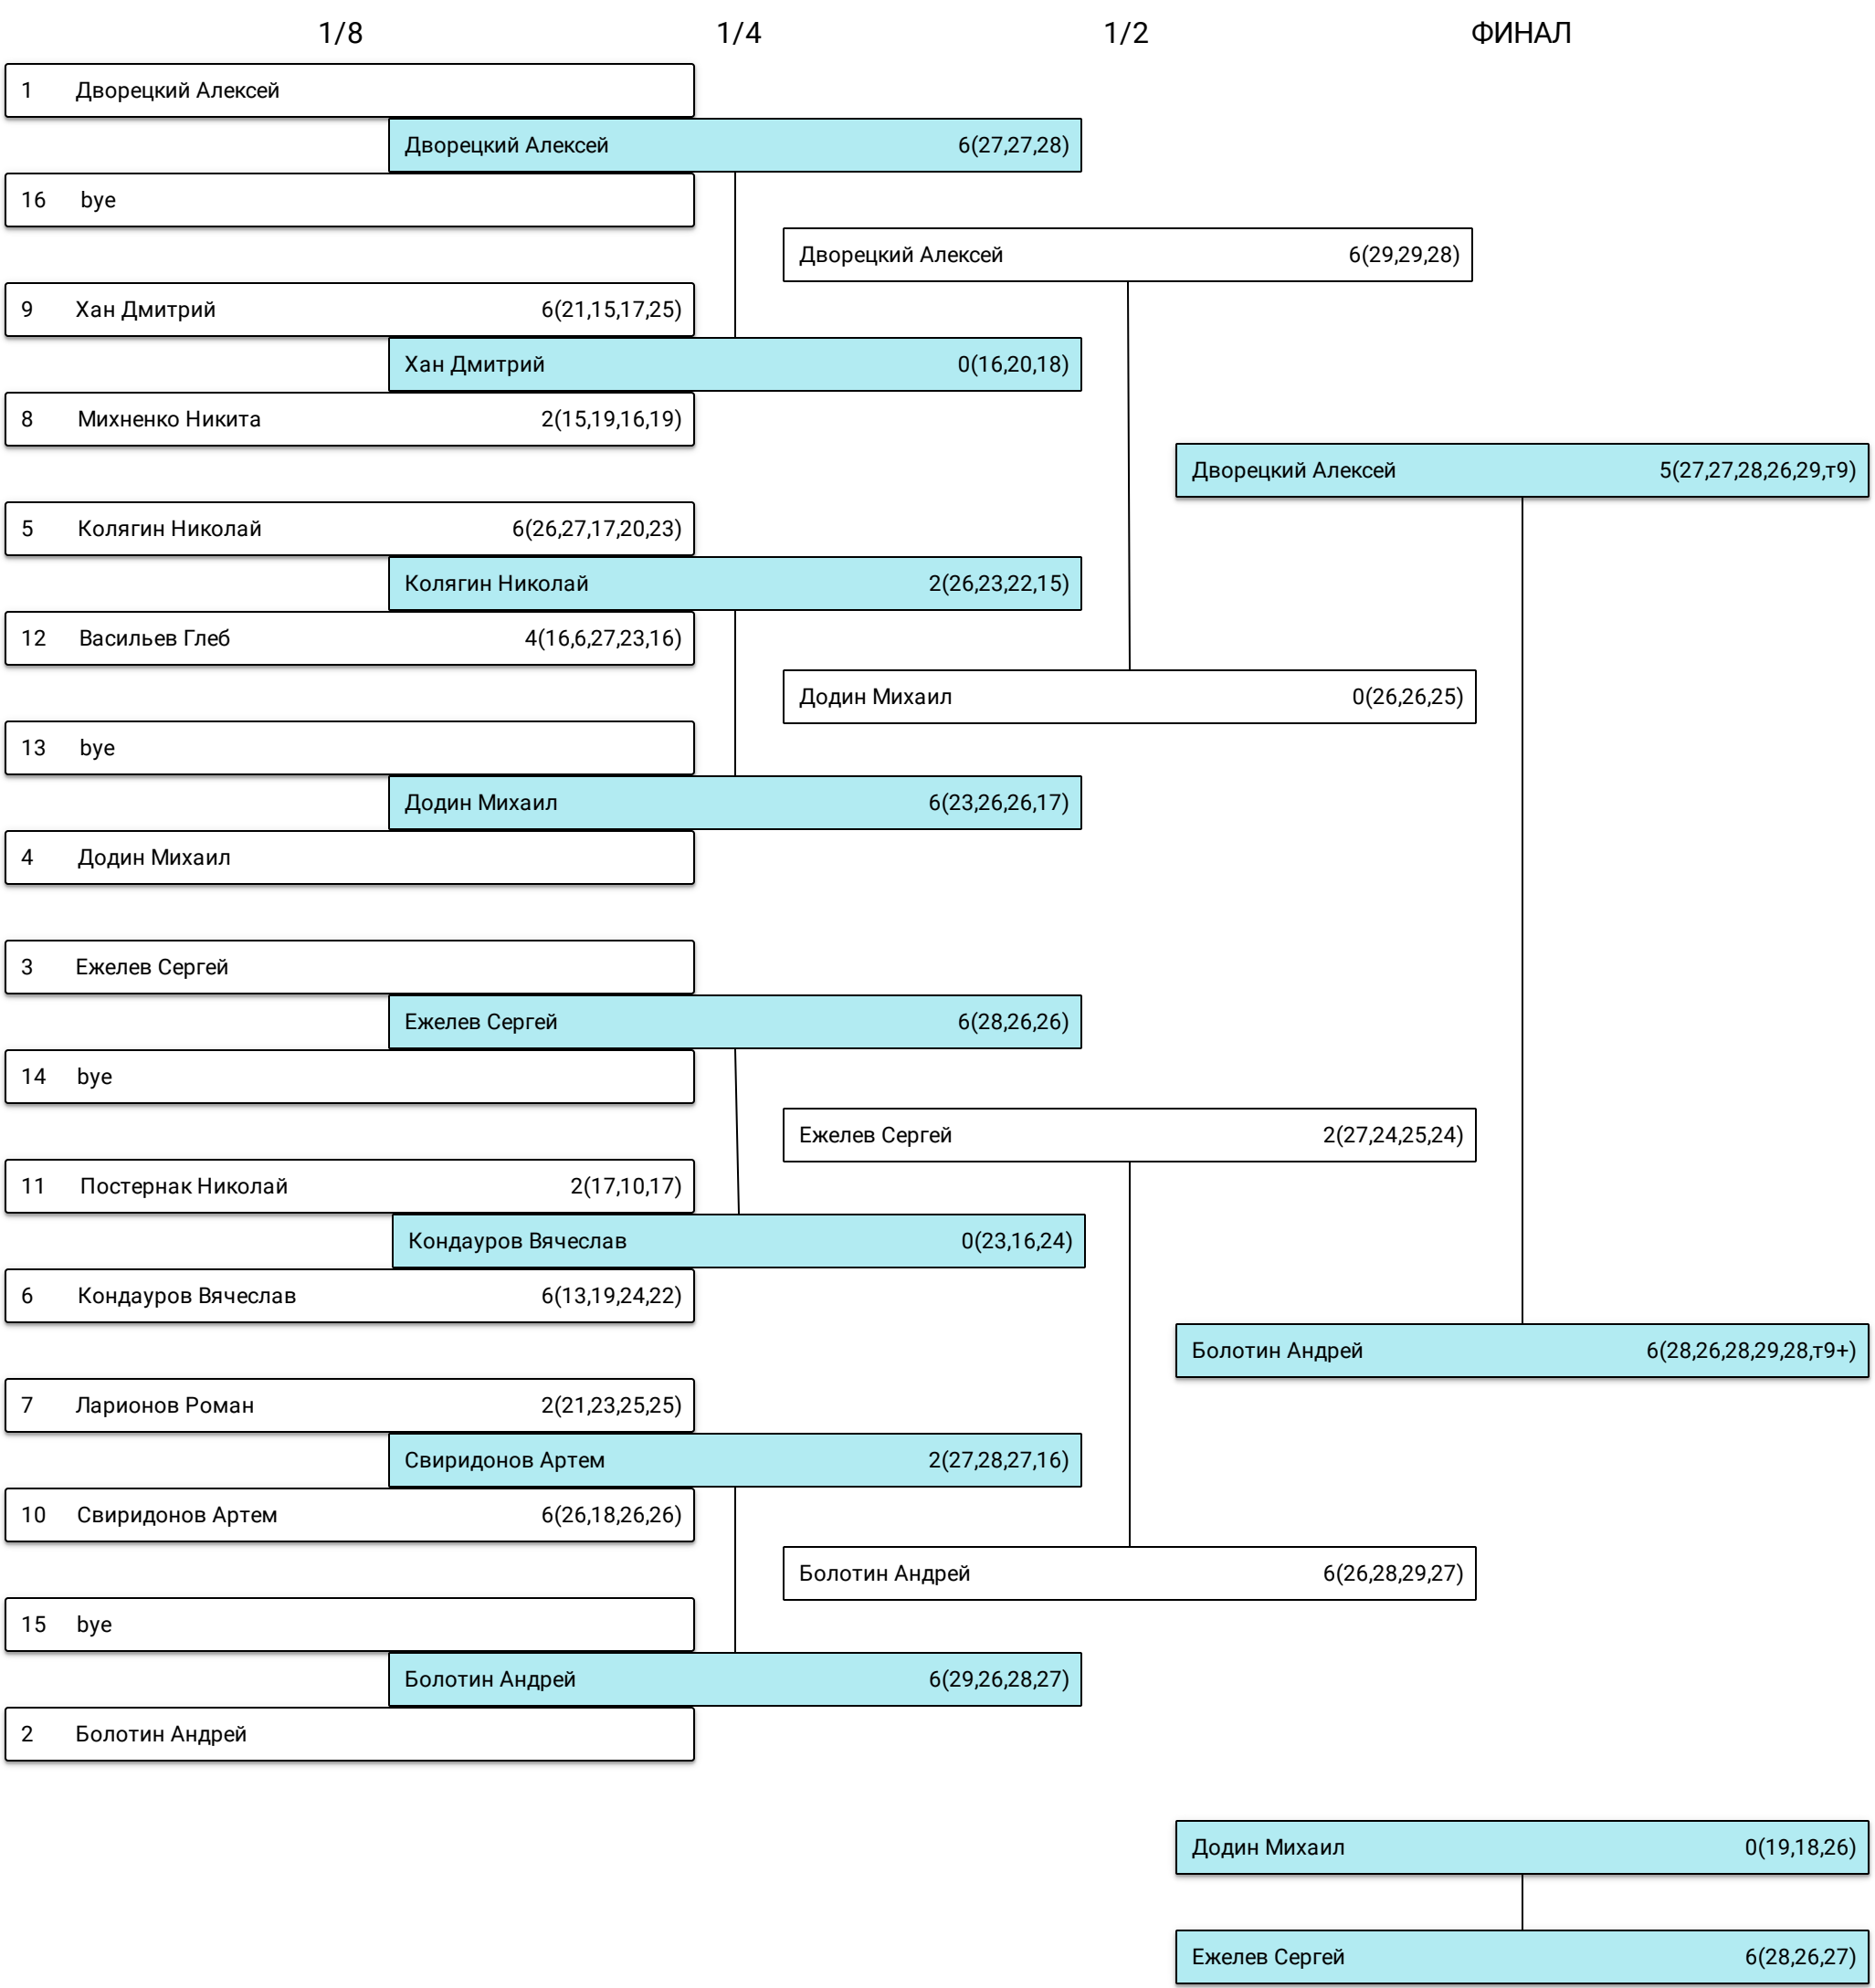 1/8 1/4 1/2 ФИНАЛ
1 Дворецкий Алексей
Дворецкий Алексей 6(27,27,28)
16 bye
Дворецкий Алексей 6(29,29,28)
9 Хан Дмитрий 6(21,15,17,25)
Хан Дмитрий 0(16,20,18)
8 Михненко Никита 2(15,19,16,19)
Дворецкий Алексей 5(27,27,28,26,29,т9)
5 Колягин Николай 6(26,27,17,20,23)
Колягин Николай 2(26,23,22,15)
12 Васильев Глеб 4(16,6,27,23,16)
Додин Михаил 0(26,26,25)
13 bye
Додин Михаил 6(23,26,26,17)
4 Додин Михаил
3 Ежелев Сергей
Ежелев Сергей 6(28,26,26)
14 bye
Ежелев Сергей 2(27,24,25,24)
11 Постернак Николай 2(17,10,17)
Кондауров Вячеслав 0(23,16,24)
6 Кондауров Вячеслав 6(13,19,24,22)
Болотин Андрей 6(28,26,28,29,28,т9+)
7 Ларионов Роман 2(21,23,25,25)
Свиридонов Артем 2(27,28,27,16)
10 Свиридонов Артем 6(26,18,26,26)
Болотин Андрей 6(26,28,29,27)
15 bye
Болотин Андрей 6(29,26,28,27)
2 Болотин Андрей
Додин Михаил 0(19,18,26)
Ежелев Сергей 6(28,26,27)